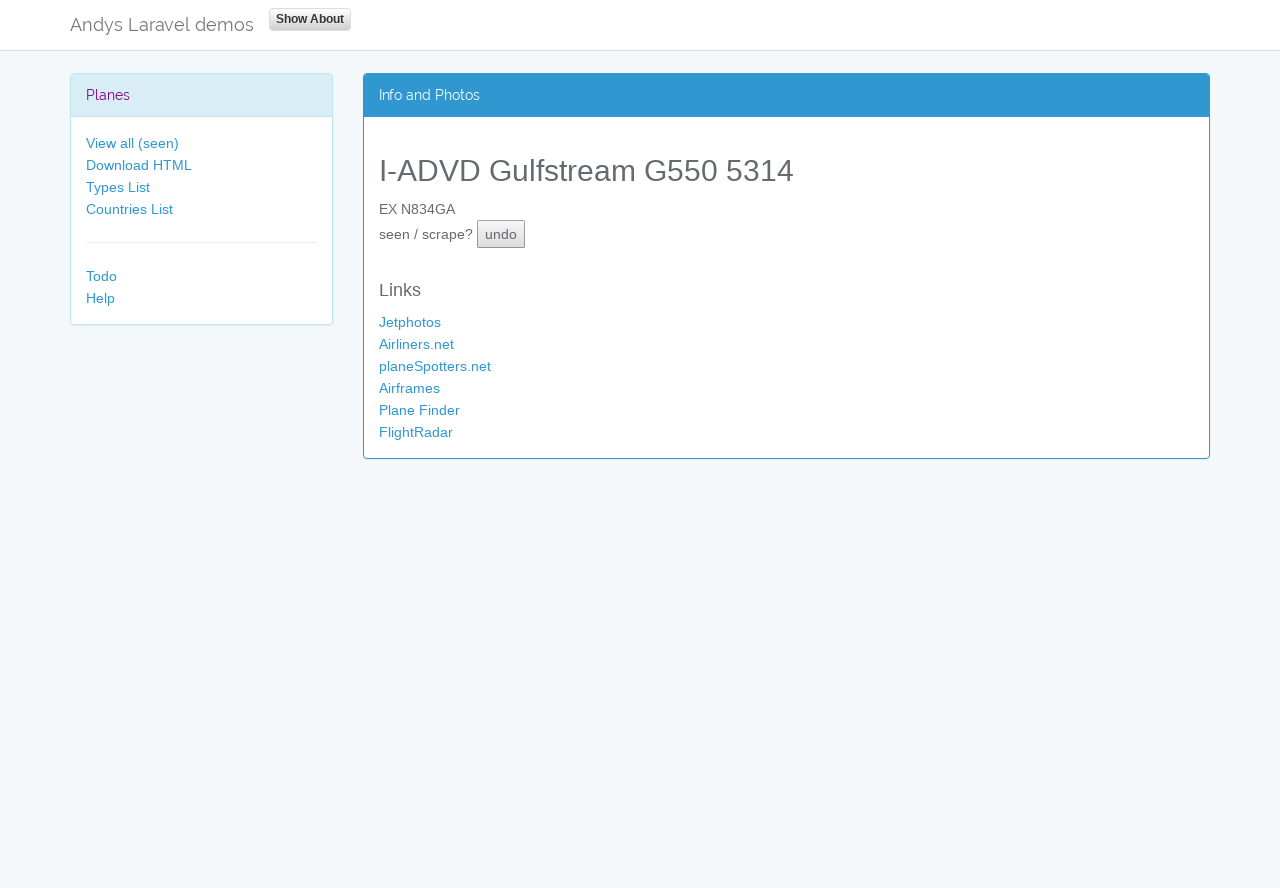 Andys Laravel demos
Show About
Planes
View all (seen)
Download HTML
Types List
Countries List
Todo
Help
Info and Photos
I-ADVD Gulfstream G550 5314
EX N834GA
seen / scrape? undo
Links
Jetphotos
Airliners.net
planeSpotters.net
Airframes
Plane Finder
FlightRadar